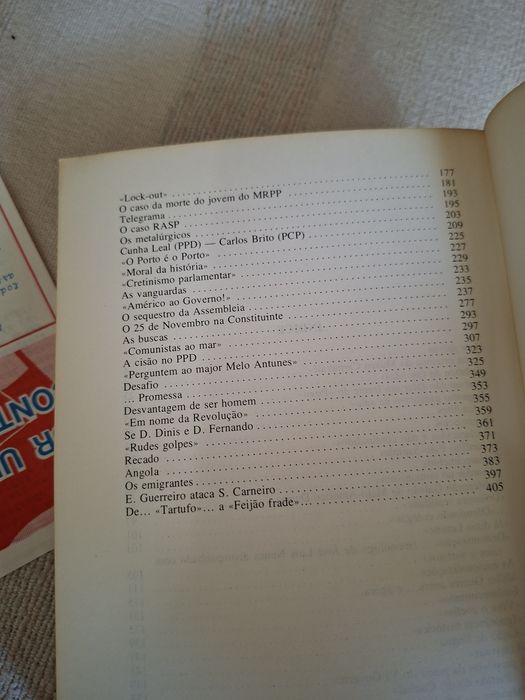 «Lock-out» 177
O caso da morte do jovem do MRPP 181
Telegrama 193
O caso RASP 195
Os metalúrgicos 203
Cunha Leal (PPD) — Carlos Brito (PCP) 209
«O Porto é o Porto» 225
«Moral da história» 227
«Cretinismo parlamentar» 229
As vanguardas 233
«Américo ao Governo!» 235
O sequestro da Assembleia 237
O 25 de Novembro na Constituinte 277
As buscas 293
«Comunistas ao mar» 297
A cisão no PPD 307
«Perguntem ao major Melo Antunes» 323
Desafio 325
... Promessa 349
Desvantagem de ser homem 353
«Em nome da Revolução» 355
Se D. Dinis e D. Fernando 359
«Rudes golpes» 361
Recado 371
Angola 373
Os emigrantes 383
E. Guerreiro ataca S. Carneiro 397
De... «Tartufo»... a «Feijão frade»... 405